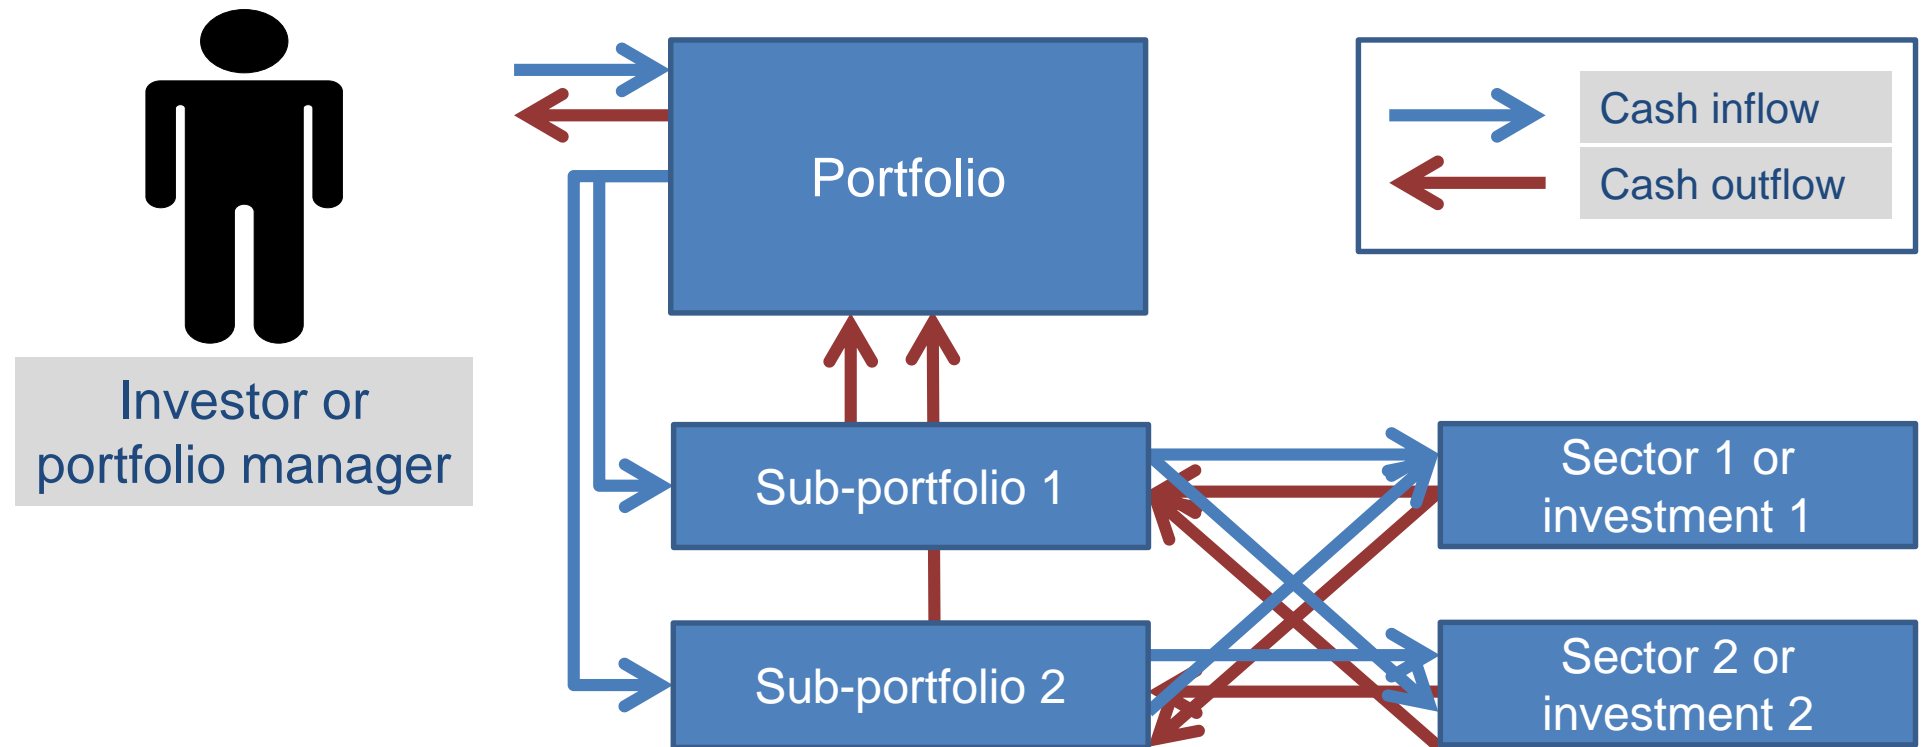 Portfolio
Cash inflow
Cash outflow
Investor or
portfolio manager
Sub-portfolio 1
Sector 1 or
investment 1
Sub-portfolio 2
Sector 2 or
investment 2